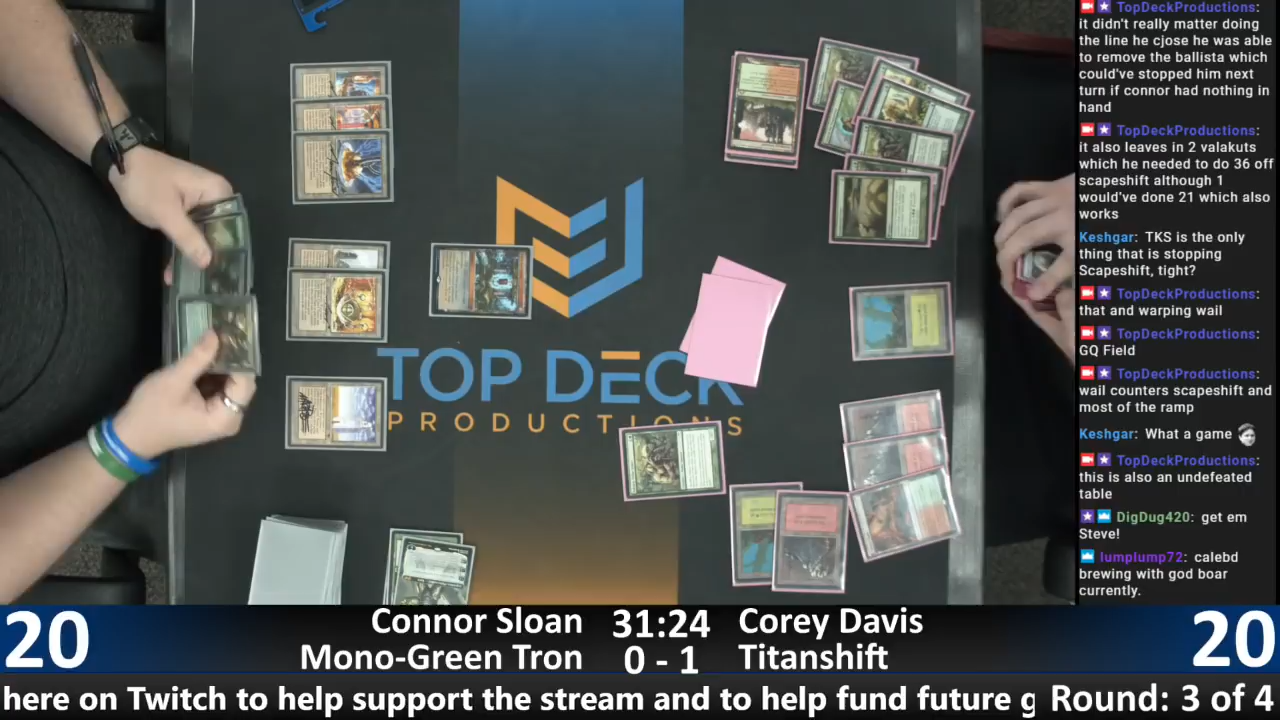 TOP DECK
PRODUCTIONS
TopDeckProductions:
it didn't really matter doing
the line he cjose he was able
to remove the ballista which
could've stopped him next
turn if connor had nothing in
hand
TopDeckProductions:
it also leaves in 2 valakuts
which he needed to do 36 off
scapeshift although 1
would've done 21 which also
works
Keshgar: TKS is the only
thing that is stopping
Scapeshift, tight?
TopDeckProductions:
that and warping wail
TopDeckProductions:
GQ Field
TopDeckProductions:
wail counters scapeshift and
most of the ramp
Keshgar: What a game
TopDeckProductions:
this is also an undefeated
table
DigDug420: get em
Steve!
lumplump72: calebd
brewing with god boar
currently.
20
Connor Sloan 31:24 Corey Davis
Mono-Green Tron 0 - 1 Titanshift
20
here on Twitch to help support the stream and to help fund future g
Round: 3 of 4